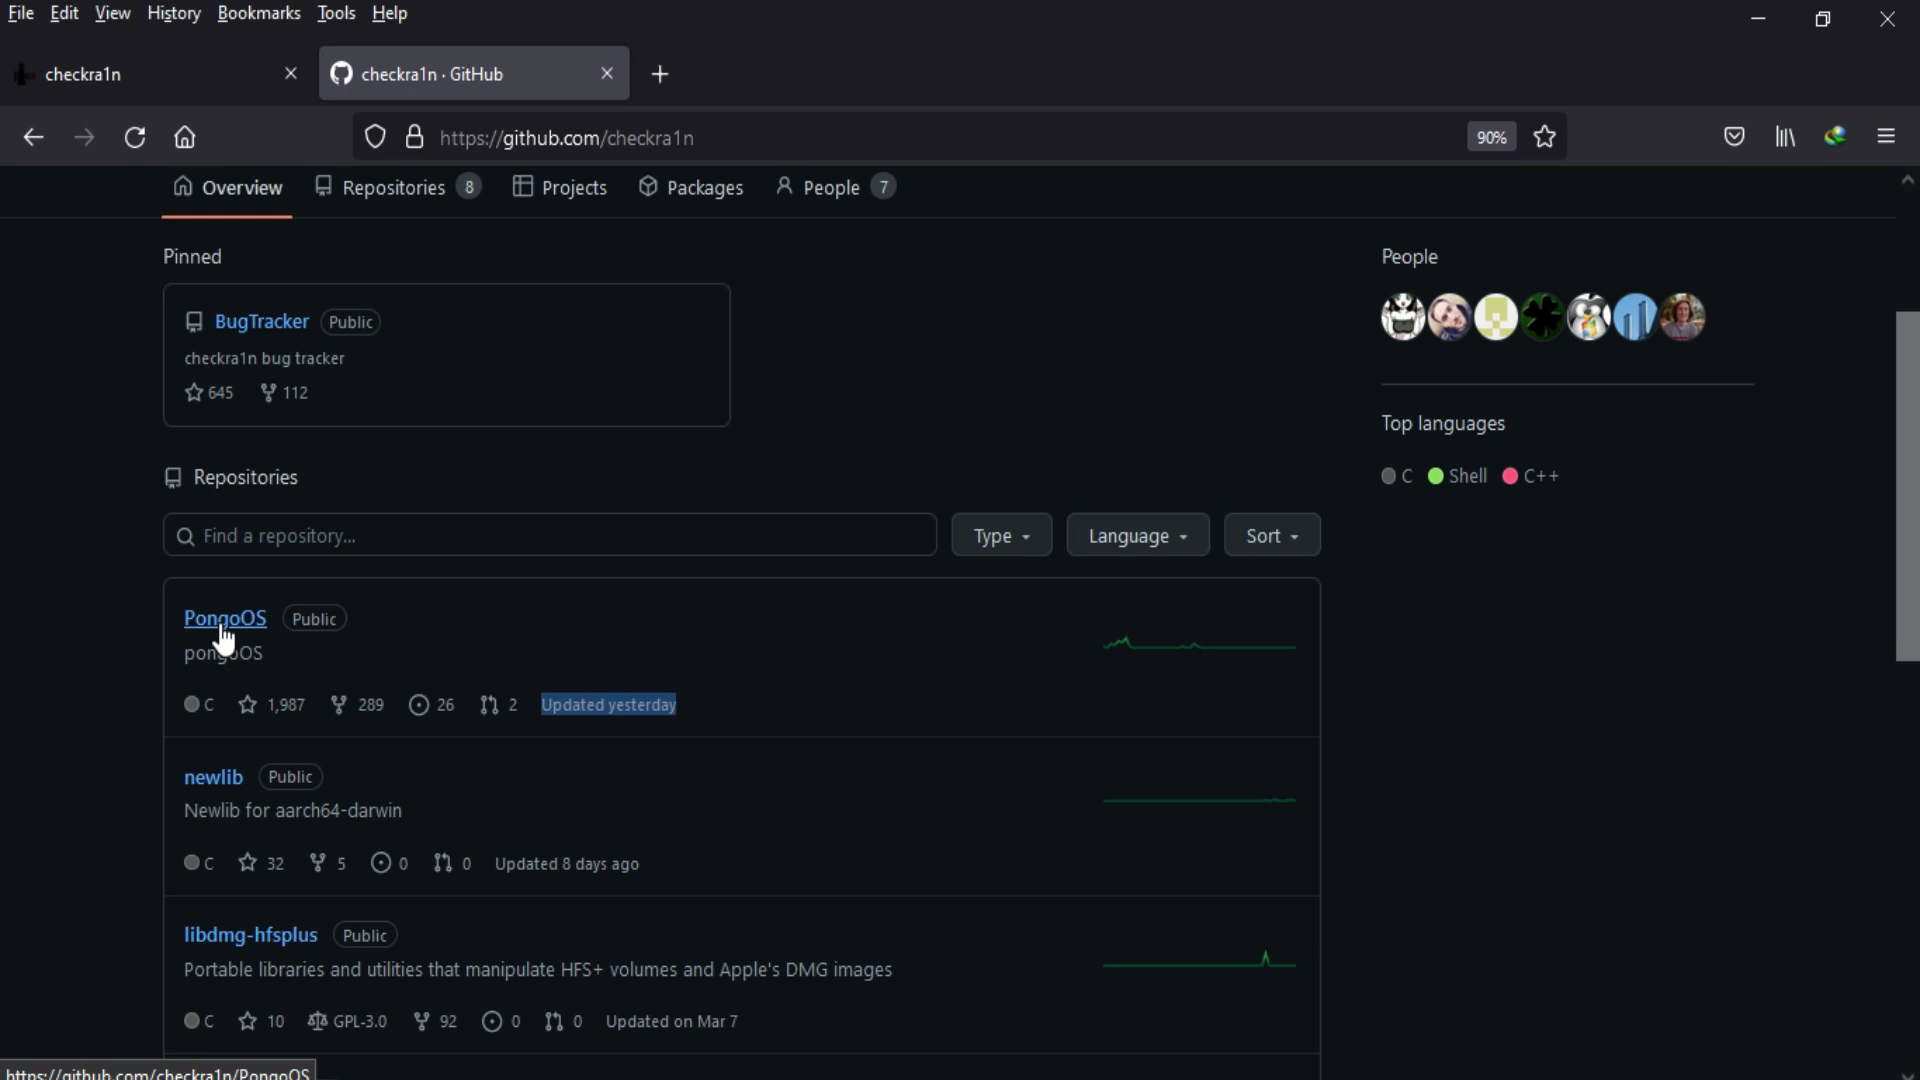 File Edit View History Bookmarks Tools Help
checkra1n checkra1n · GitHub
https://github.com/checkra1n 90%
Overview Repositories 8 Projects Packages People 7
Pinned
BugTracker Public
checkra1n bug tracker
645 112
People
Top languages
C Shell C++
Repositories
Find a repository... Type Language Sort
PongoOS Public
pongoOS
C 1,987 289 26 2 Updated yesterday
newlib Public
Newlib for aarch64-darwin
C 32 5 0 0 Updated 8 days ago
libdmg-hfsplus Public
Portable libraries and utilities that manipulate HFS+ volumes and Apple's DMG images
C 10 GPL-3.0 92 0 0 Updated on Mar 7
https://github.com/checkra1n/PongoOS